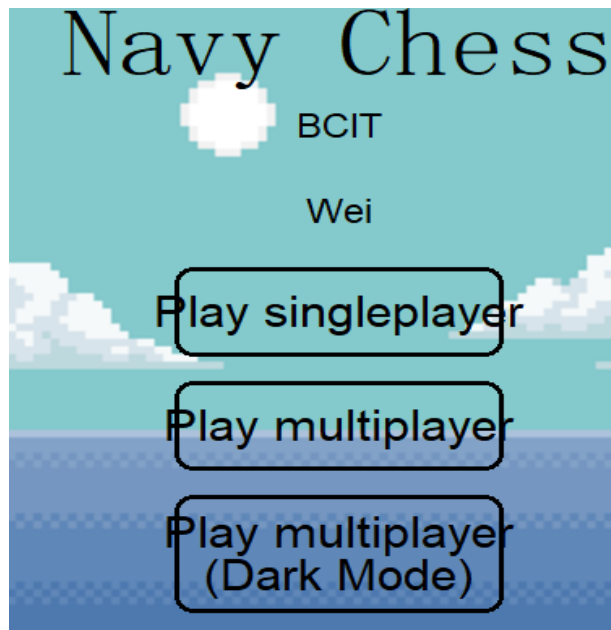 Navy Chess
BCIT
Wei
Play singleplayer
Play multiplayer
Play multiplayer
(Dark Mode)